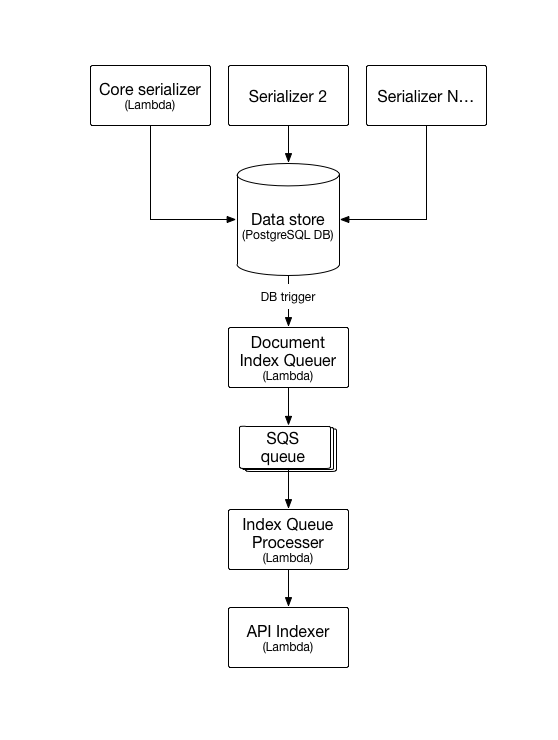 Core serializer
(Lambda)
Serializer 2
Serializer N...
Data store
(PostgreSQL DB)
DB trigger
Document
Index Queuer
(Lambda)
SQS
queue
Index Queue
Processer
(Lambda)
API Indexer
(Lambda)